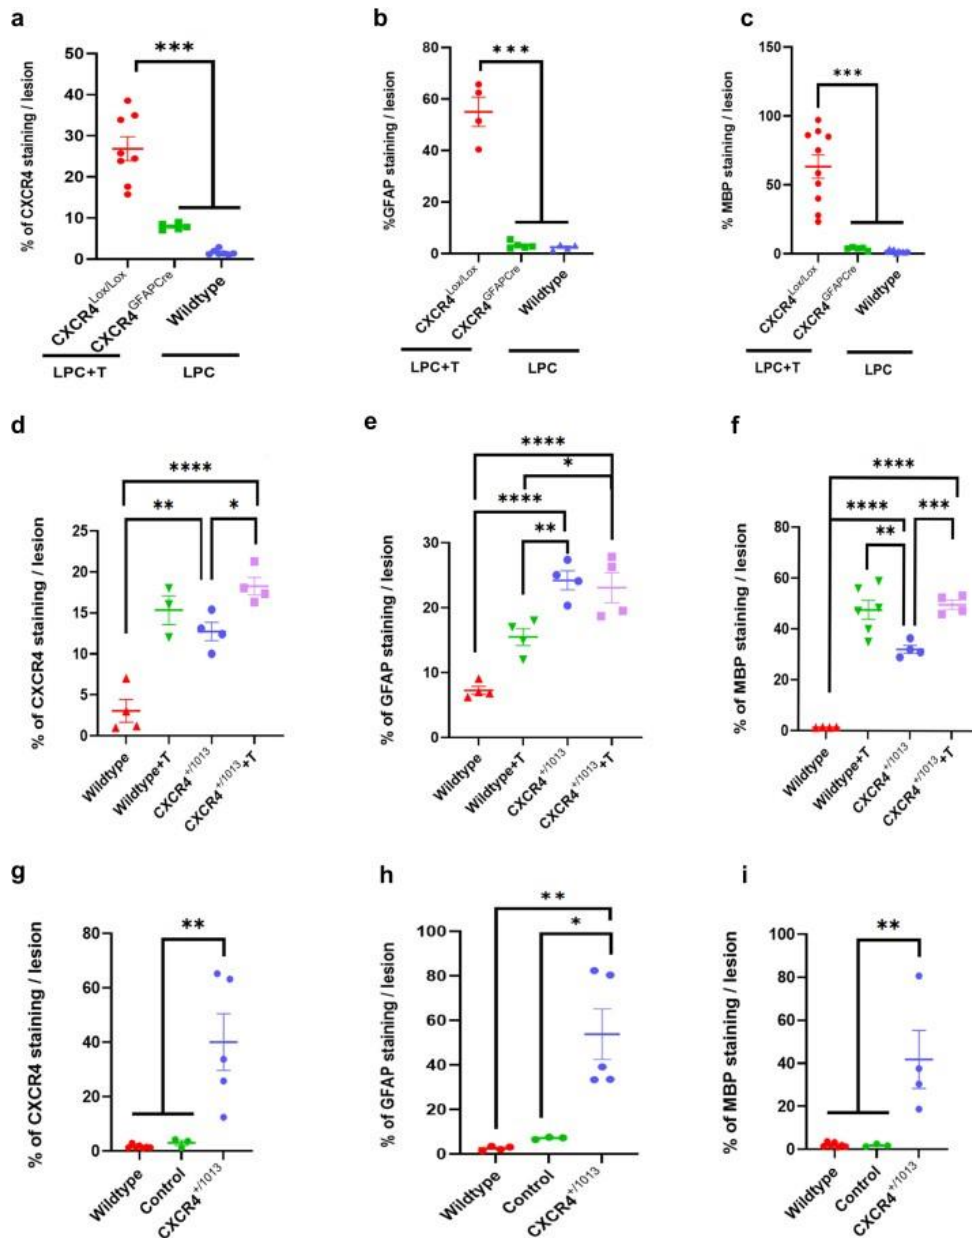 a
% of CXCR4 staining / lesion
50
40
30
20
10
0
***
CXCR4Lox/Lox
CXCR4GFAPCre
Wildtype
LPC+T
LPC
b
%GFAP staining / lesion
80
60
40
20
0
***
CXCR4Lox/Lox
CXCR4GFAPCre
Wildtype
LPC+T
LPC
c
% MBP staining / lesion
150
100
50
0
***
CXCR4Lox/Lox
CXCR4GFAPCre
Wildtype
LPC+T
LPC
d
% of CXCR4 staining / lesion
25
20
15
10
5
0
****
**
*
Wildtype
Wildtype+T
CXCR4+/1013
CXCR4+/1013+T
e
% of GFAP staining / lesion
30
20
10
0
****
*
****
**
Wildtype
Wildtype+T
CXCR4+/1013
CXCR4+/1013+T
f
% of MBP staining / lesion
80
60
40
20
0
****
****
***
**
Wildtype
Wildtype+T
CXCR4+/1013
CXCR4+/1013+T
g
% of CXCR4 staining / lesion
80
60
40
20
0
**
Wildtype
Control
CXCR4+/1013
h
% of GFAP staining / lesion
100
80
60
40
20
0
**
*
Wildtype
Control
CXCR4+/1013
i
% of MBP staining / lesion
100
80
60
40
20
0
**
Wildtype
Control
CXCR4+/1013